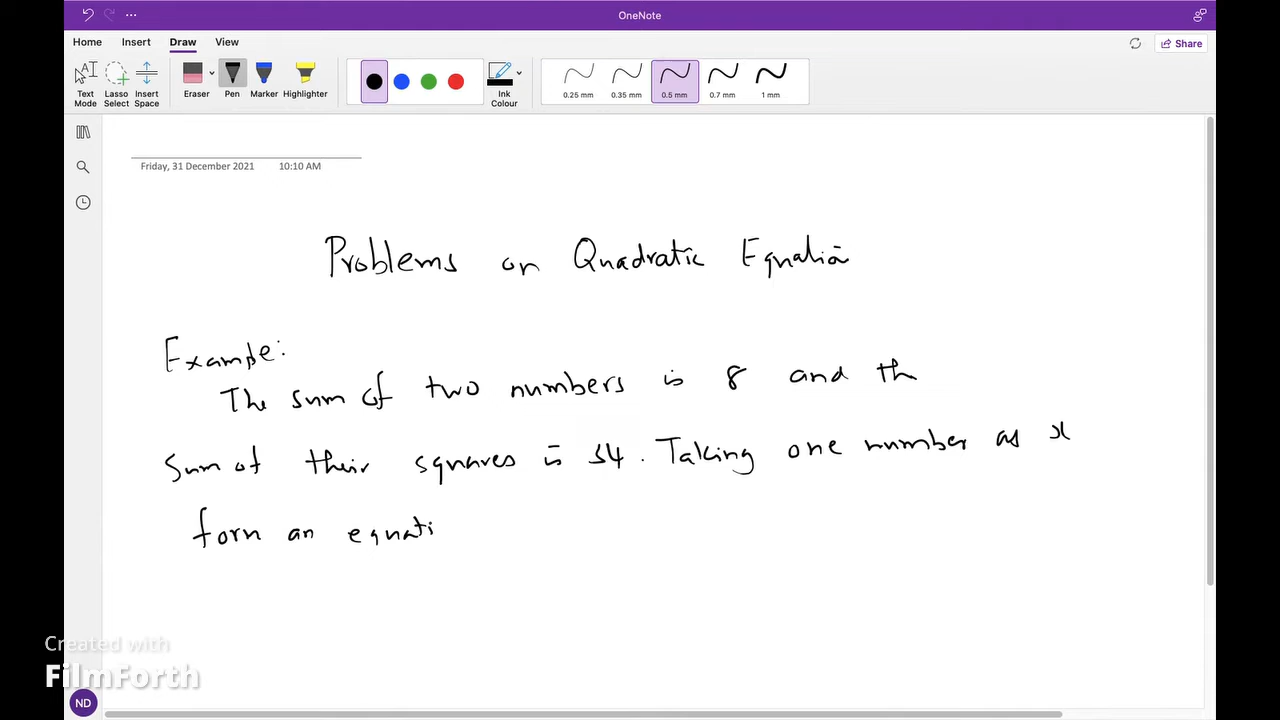 OneNote
Home Insert Draw View
Share
Text Mode
Lasso Select
Insert Space
Eraser
Pen
Marker
Highlighter
Ink Colour
0.25 mm
0.35 mm
0.5 mm
0.7 mm
1 mm
Friday, 31 December 2021 10:10 AM
Problems on Quadratic Equation
Example:
The sum of two numbers is 8 and th
sum of their squares is 34. Taking one number as x
form an equati
Created with
FilmForth
ND